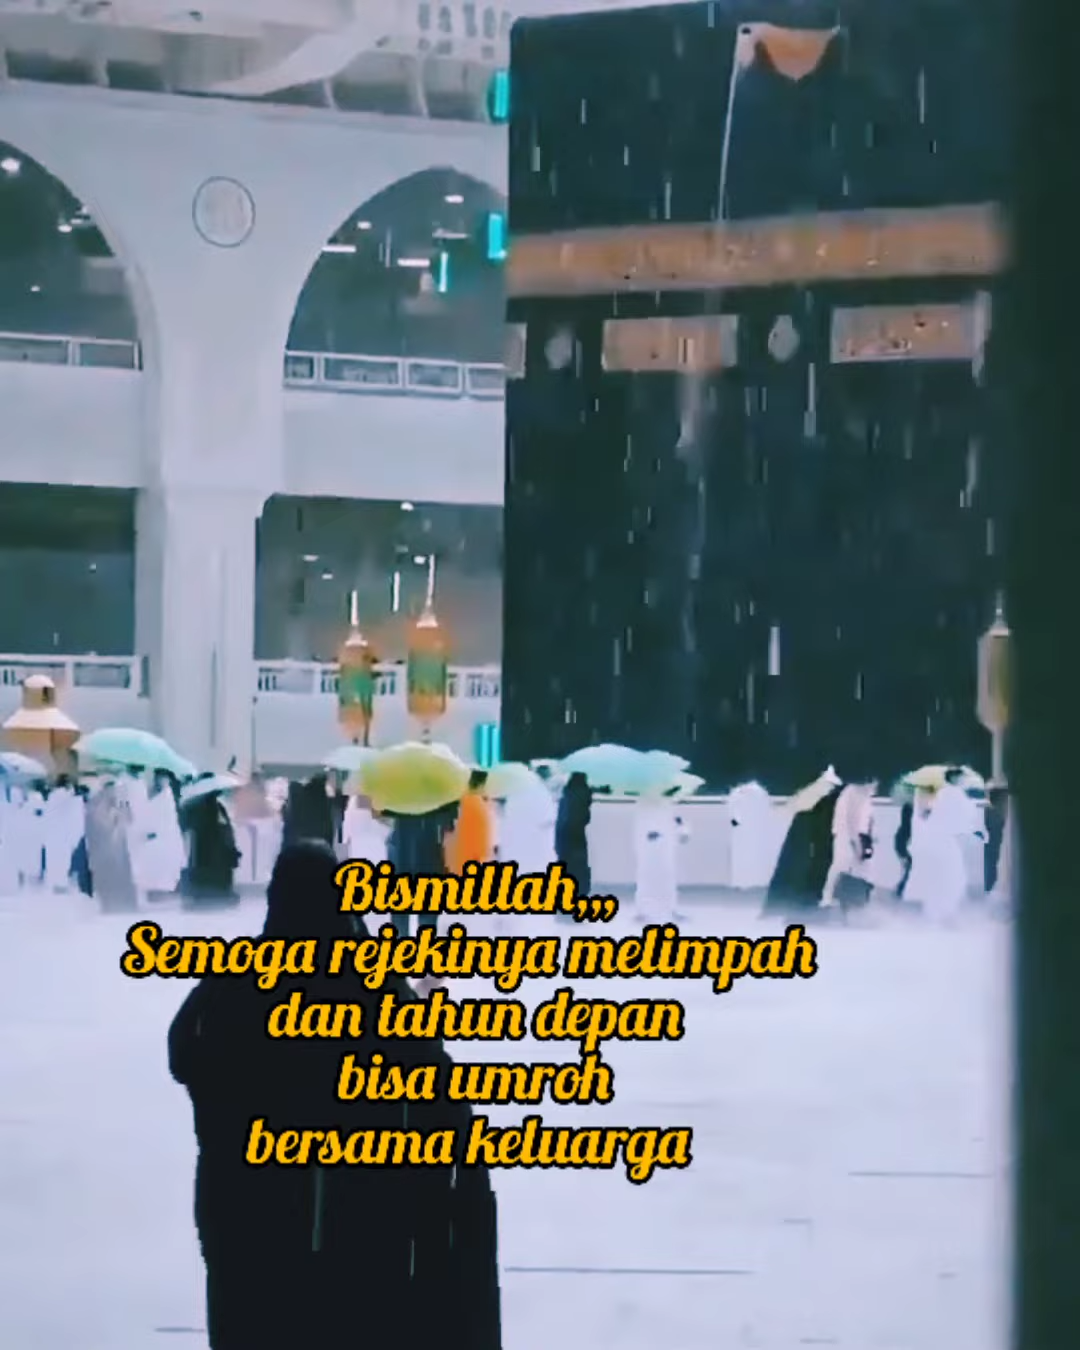 Bismillah,,,
Semoga rejekinya melimpah
dan tahun depan
bisa umroh
bersama keluarga